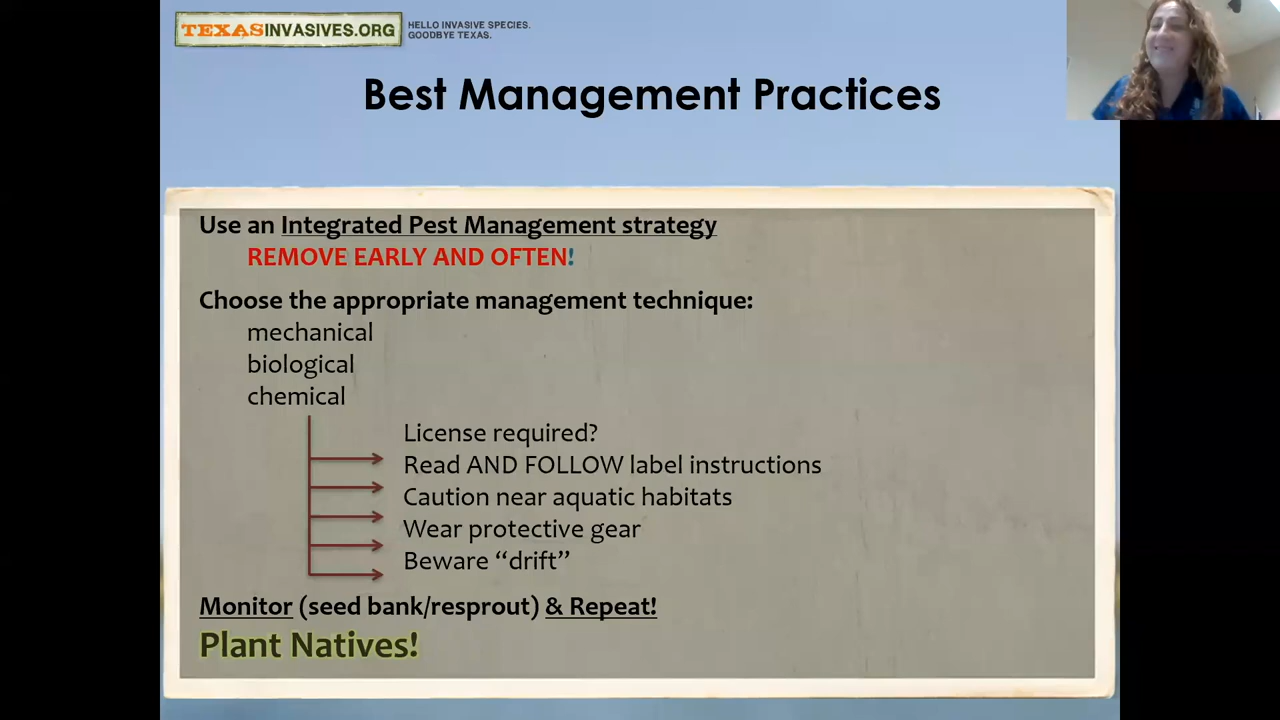 TEXASINVASIVES.ORG
HELLO INVASIVE SPECIES.
GOODBYE TEXAS.
Best Management Practices
Use an Integrated Pest Management strategy
REMOVE EARLY AND OFTEN!
Choose the appropriate management technique:
mechanical
biological
chemical
License required?
Read AND FOLLOW label instructions
Caution near aquatic habitats
Wear protective gear
Beware “drift”
Monitor (seed bank/resprout) & Repeat!
Plant Natives!